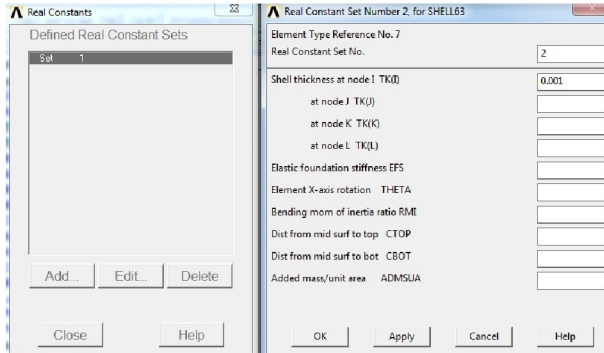 Real Constants
Defined Real Constant Sets
Set 1
Add...
Edit...
Delete
Close
Help
Real Constant Set Number 2, for SHELL63
Element Type Reference No. 7
Real Constant Set No. 2
Shell thickness at node I TK(I) 0.001
at node J TK(J)
at node K TK(K)
at node L TK(L)
Elastic foundation stiffness EFS
Element X-axis rotation THETA
Bending mom of inertia ratio RMI
Dist from mid surf to top CTOP
Dist from mid surf to bot CBOT
Added mass/unit area ADMSUA
OK
Apply
Cancel
Help